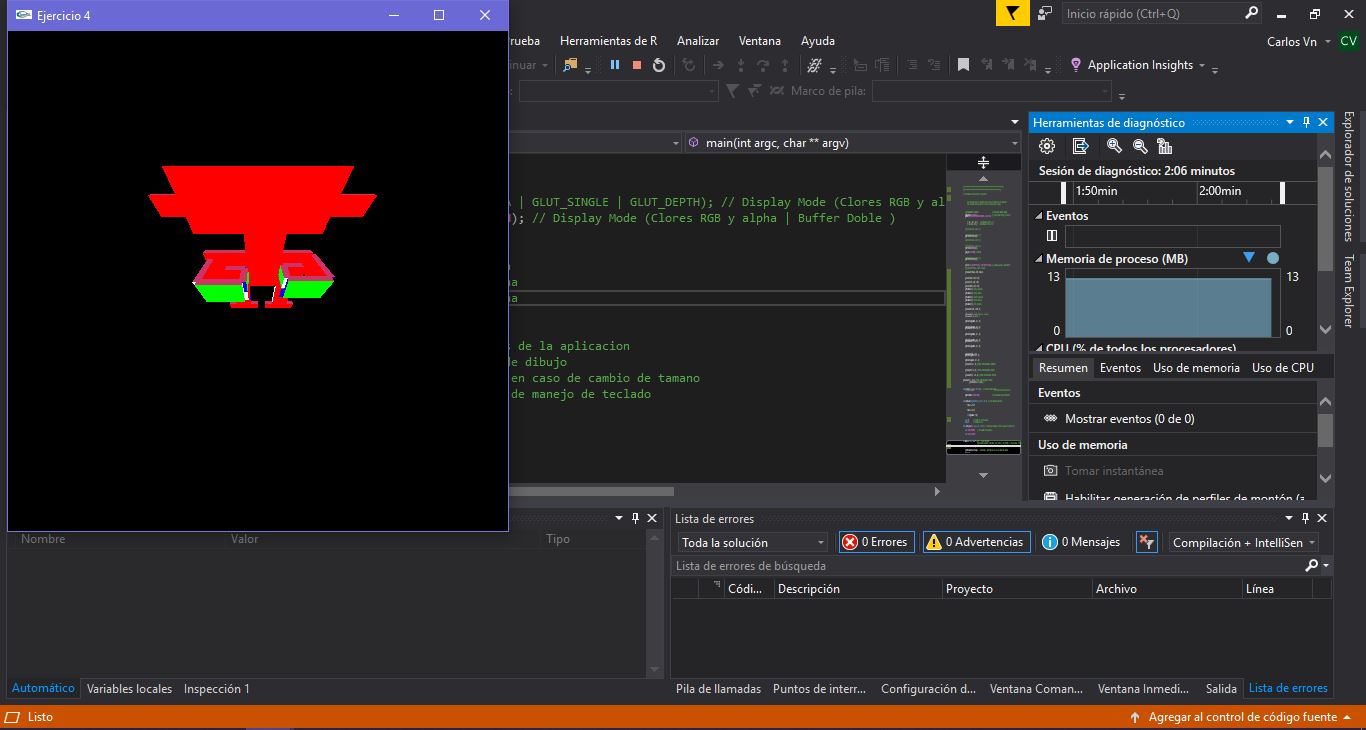 Ejercicio 4
Inicio rápido (Ctrl+Q)
rueba Herramientas de R Analizar Ventana Ayuda
Carlos Vn CV
nuar
Application Insights
Marco de pila:
main(int argc, char ** argv)
| GLUT_SINGLE | GLUT_DEPTH); // Display Mode (Clores RGB y al
); // Display Mode (Clores RGB y alpha | Buffer Doble )
a
na
na
s de la aplicacion
de dibujo
en caso de cambio de tamano
de manejo de teclado
Herramientas de diagnóstico
Sesión de diagnóstico: 2:06 minutos
1:50min 2:00min
Eventos
Memoria de proceso (MB)
13 13
0 0
CPU (% de todos los procesadores)
Resumen Eventos Uso de memoria Uso de CPU
Eventos
Mostrar eventos (0 de 0)
Uso de memoria
Tomar instantánea
Habilitar generación de perfiles de montón (a
Explorador de soluciones
Team Explorer
Nombre Valor Tipo
Automático Variables locales Inspección 1
Lista de errores
Toda la solución 0 Errores 0 Advertencias 0 Mensajes Compilación + IntelliSen
Lista de errores de búsqueda
Códi... Descripción Proyecto Archivo Línea
Pila de llamadas Puntos de interr... Configuración d... Ventana Coman... Ventana Inmedi... Salida Lista de errores
Listo
Agregar al control de código fuente